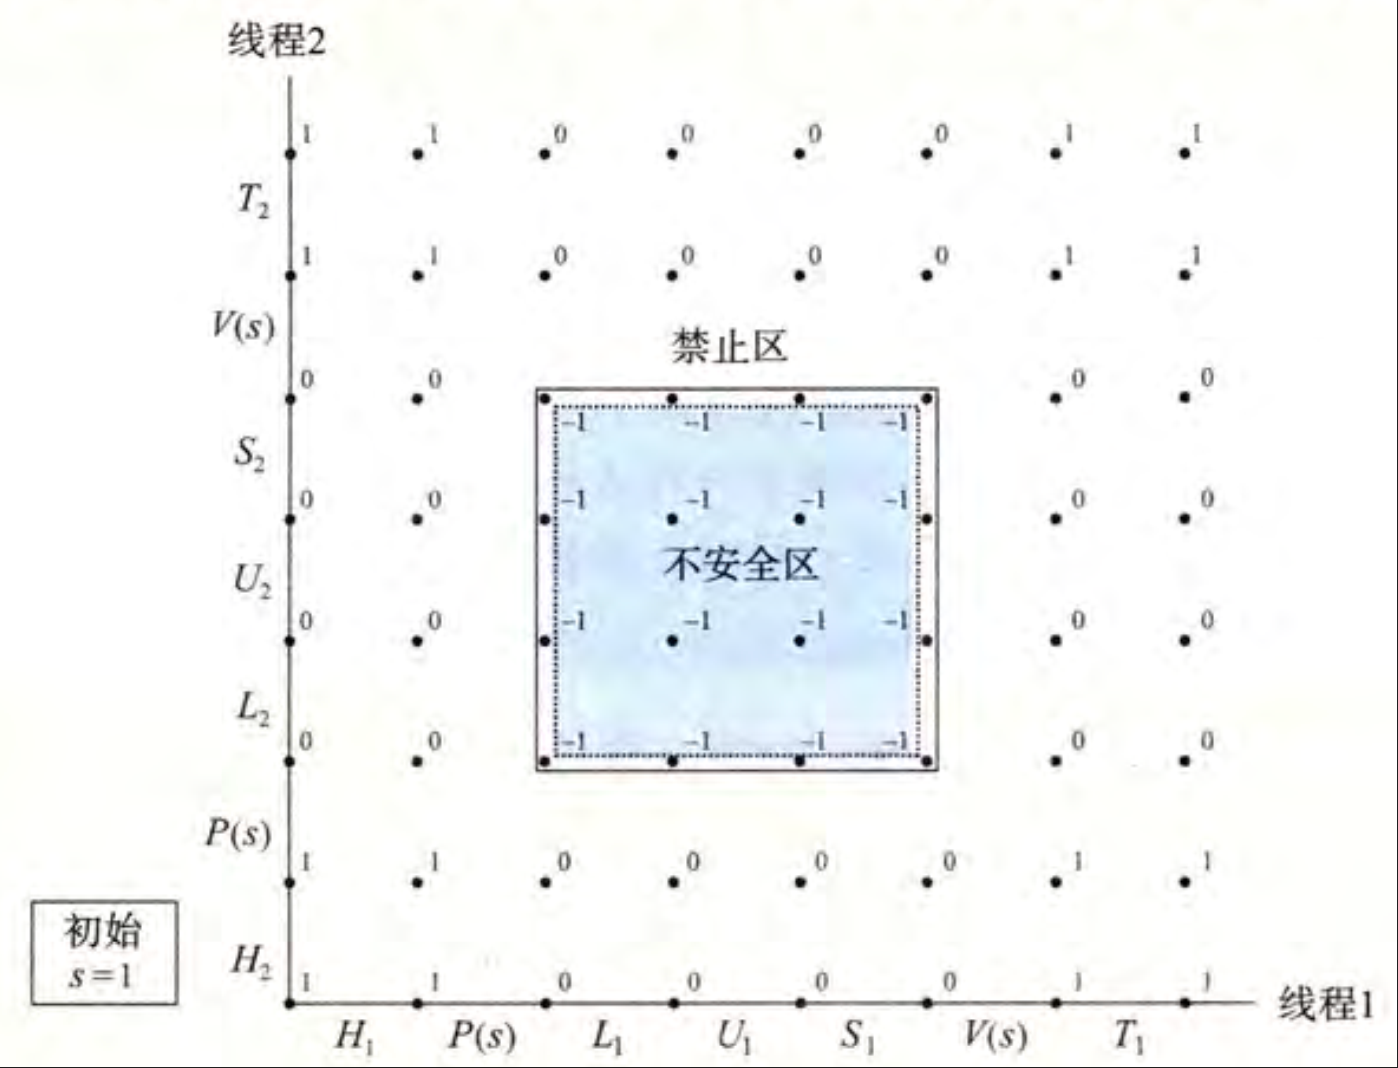 线程2
1 1 0 0 0 0 1 1
T₂
1 1 0 0 0 0 1 1
V(s)
禁止区
0 0 0 0
–1 –1 –1 –1
S₂
0 0 –1 –1 –1 –1 0 0
不安全区
U₂
0 0 –1 –1 –1 –1 0 0
L₂
0 0 –1 –1 –1 –1 0 0
P(s)
1 1 0 0 0 0 1 1
初始
s=1
H₂
1 1 0 0 0 0 1 1
线程1
H₁ P(s) L₁ U₁ S₁ V(s) T₁